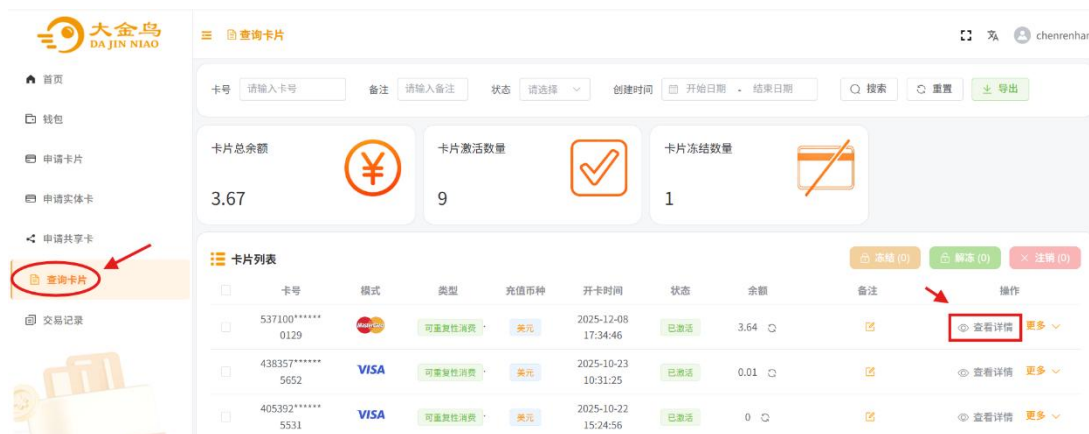 大金鸟
DA JIN NIAO
查询卡片
chenrenhan
首页
钱包
申请卡片
申请实体卡
申请共享卡
查询卡片
交易记录
卡号 请输入卡号 备注 请输入备注 状态 请选择 创建时间 开始日期 - 结束日期 搜索 重置 导出
卡片总余额
3.67
卡片激活数量
9
卡片冻结数量
1
卡片列表 冻结 (0) 解冻 (0) 注销 (0)
卡号 模式 类型 充值币种 开卡时间 状态 余额 备注 操作
537100******0129 MasterCard 可重复性消费 美元 2025-12-08 17:34:46 已激活 3.64 查看详情 更多
438357******5652 VISA 可重复性消费 美元 2025-10-23 10:31:25 已激活 0.01 查看详情 更多
405392******5531 VISA 可重复性消费 美元 2025-10-22 15:24:56 已激活 0 查看详情 更多